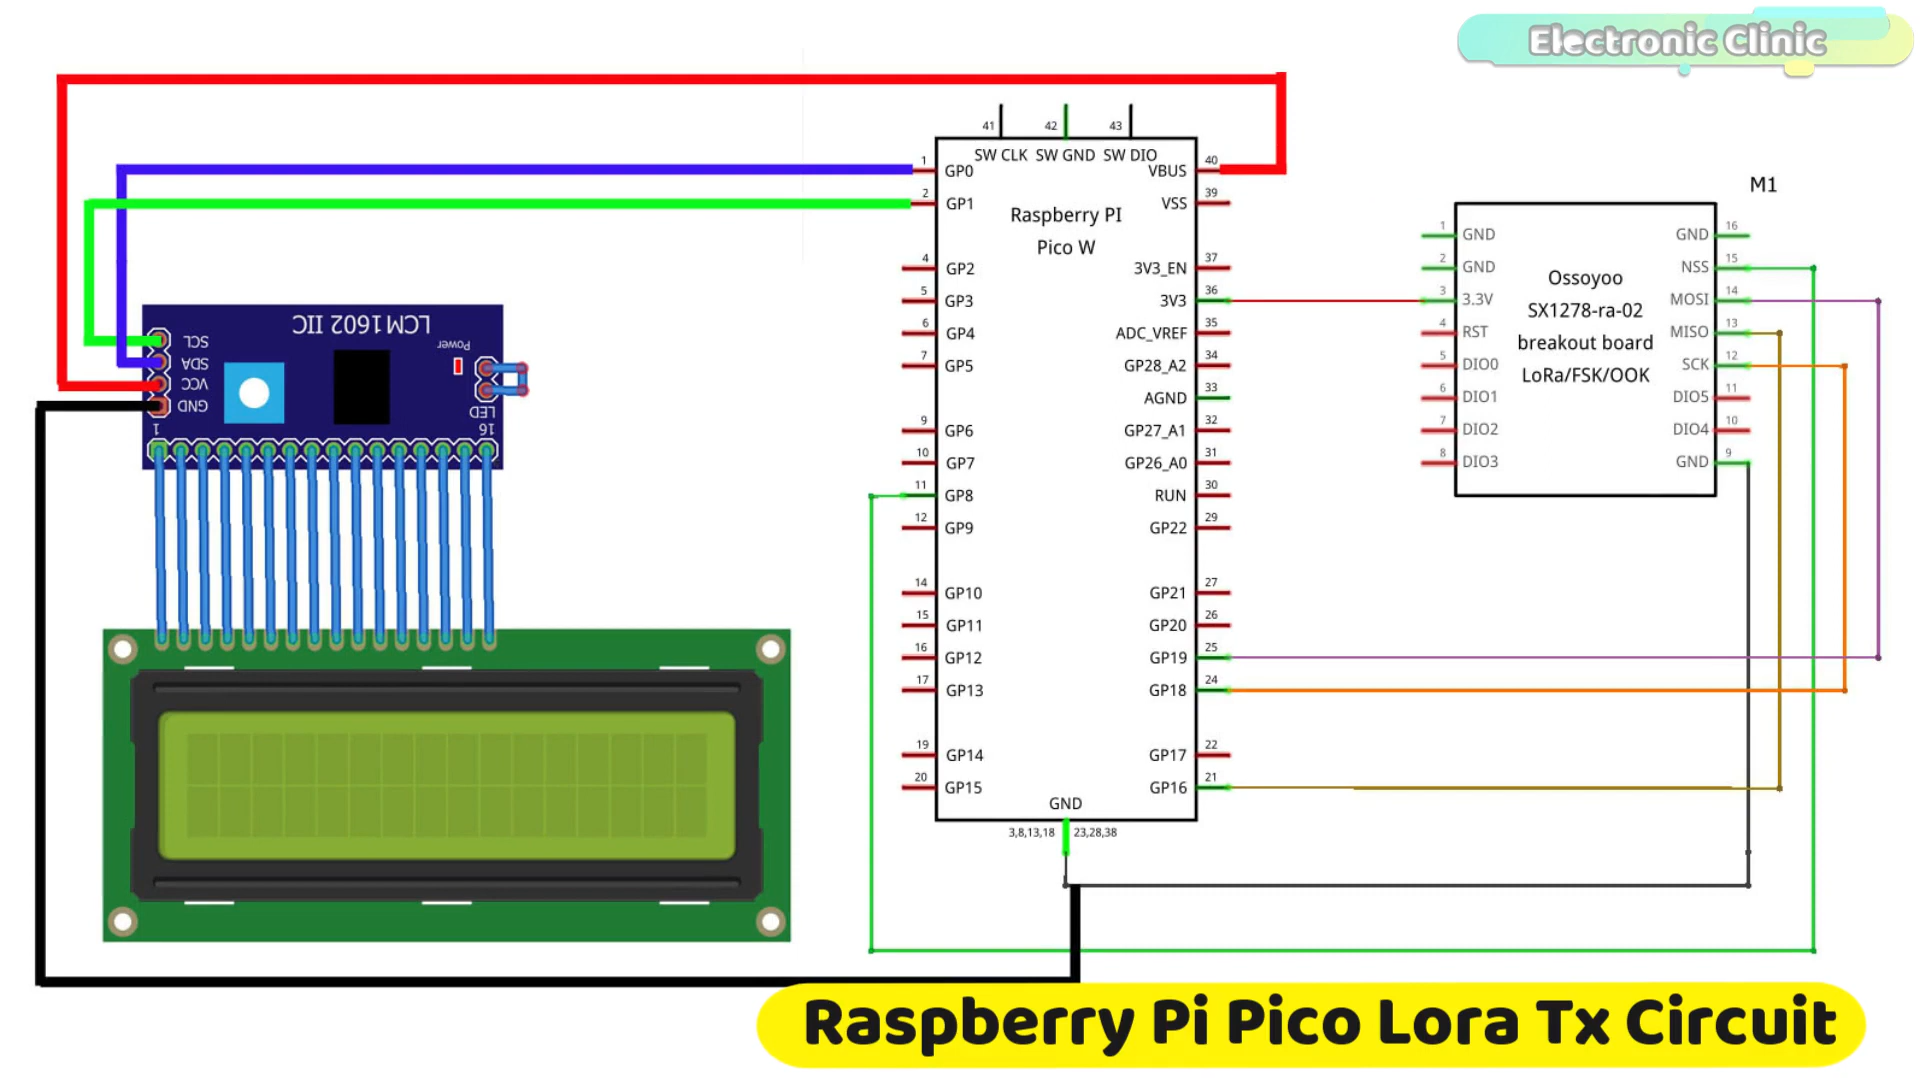 Electronic Clinic
41
42
43
SW CLK
SW GND
SW DIO
1
GP0
2
GP1
4
GP2
5
GP3
6
GP4
7
GP5
9
GP6
10
GP7
11
GP8
12
GP9
14
GP10
15
GP11
16
GP12
17
GP13
19
GP14
20
GP15
Raspberry PI
Pico W
40
VBUS
39
VSS
37
3V3_EN
36
3V3
35
ADC_VREF
34
GP28_A2
33
AGND
32
GP27_A1
31
GP26_A0
30
RUN
29
GP22
27
GP21
26
GP20
25
GP19
24
GP18
22
GP17
21
GP16
GND
3,8,13,18
23,28,38
M1
1
GND
2
GND
3
3.3V
4
RST
5
DIO0
6
DIO1
7
DIO2
8
DIO3
Ossoyoo
SX1278-ra-02
breakout board
LoRa/FSK/OOK
16
GND
15
NSS
14
MOSI
13
MISO
12
SCK
11
DIO5
10
DIO4
9
GND
LCM1602 IIC
SCL
SDA
VCC
GND
Power
LED
1
16
Raspberry Pi Pico Lora Tx Circuit